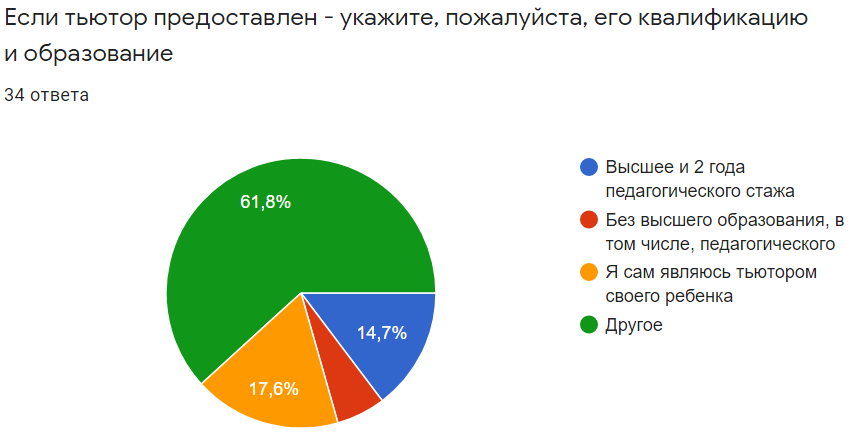 Если тьютор предоставлен - укажите, пожалуйста, его квалификацию
и образование
34 ответа
61,8%
14,7%
17,6%
Высшее и 2 года
педагогического стажа
Без высшего образования, в
том числе, педагогического
Я сам являюсь тьютором
своего ребенка
Другое